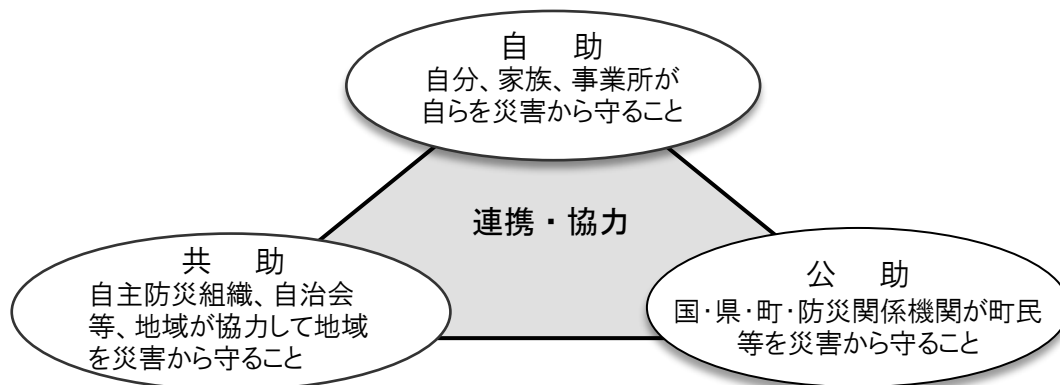 自　助
自分、家族、事業所が
自らを災害から守ること
連携・協力
共　助
自主防災組織、自治会
等、地域が協力して地域
を災害から守ること
公　助
国・県・町・防災関係機関が町民
等を災害から守ること